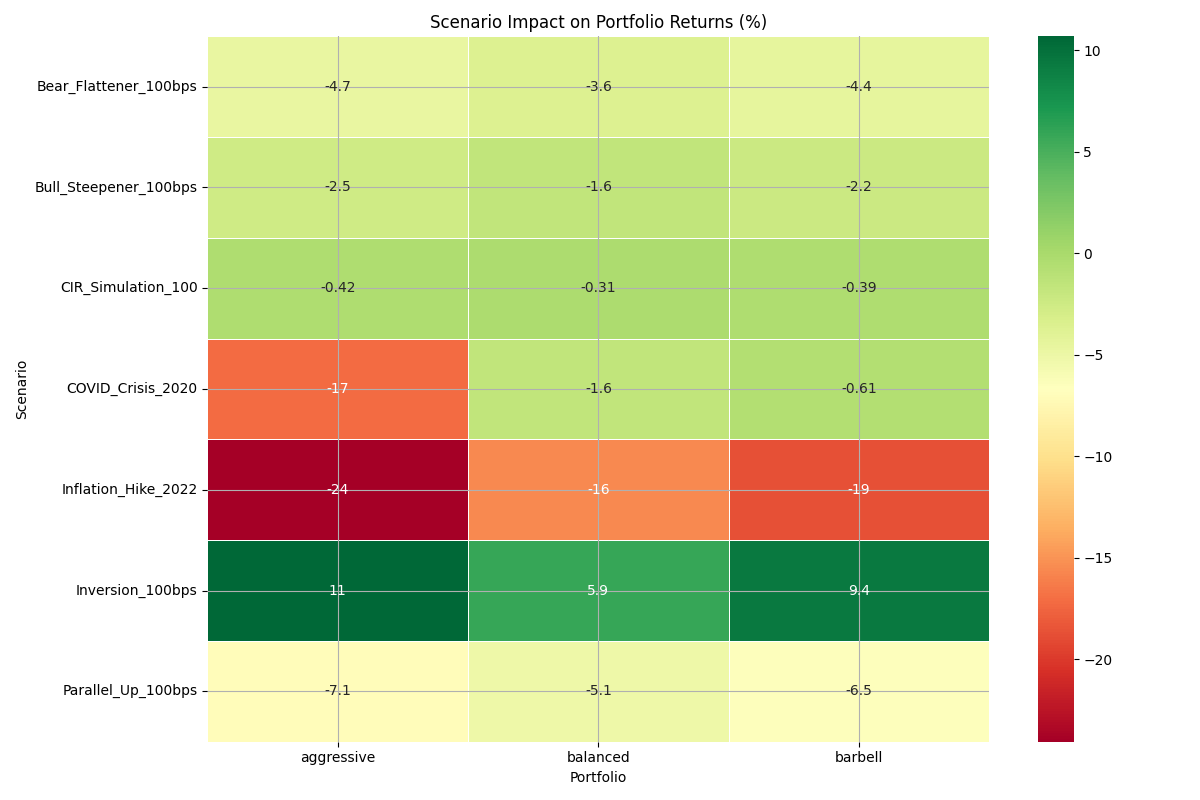 Scenario Impact on Portfolio Returns (%)
Scenario
Bear_Flattener_100bps -4.7 -3.6 -4.4
Bull_Steepener_100bps -2.5 -1.6 -2.2
CIR_Simulation_100 -0.42 -0.31 -0.39
COVID_Crisis_2020 -17 -1.6 -0.61
Inflation_Hike_2022 -24 -16 -19
Inversion_100bps 11 5.9 9.4
Parallel_Up_100bps -7.1 -5.1 -6.5
aggressive balanced barbell
Portfolio
10
5
0
−5
−10
−15
−20